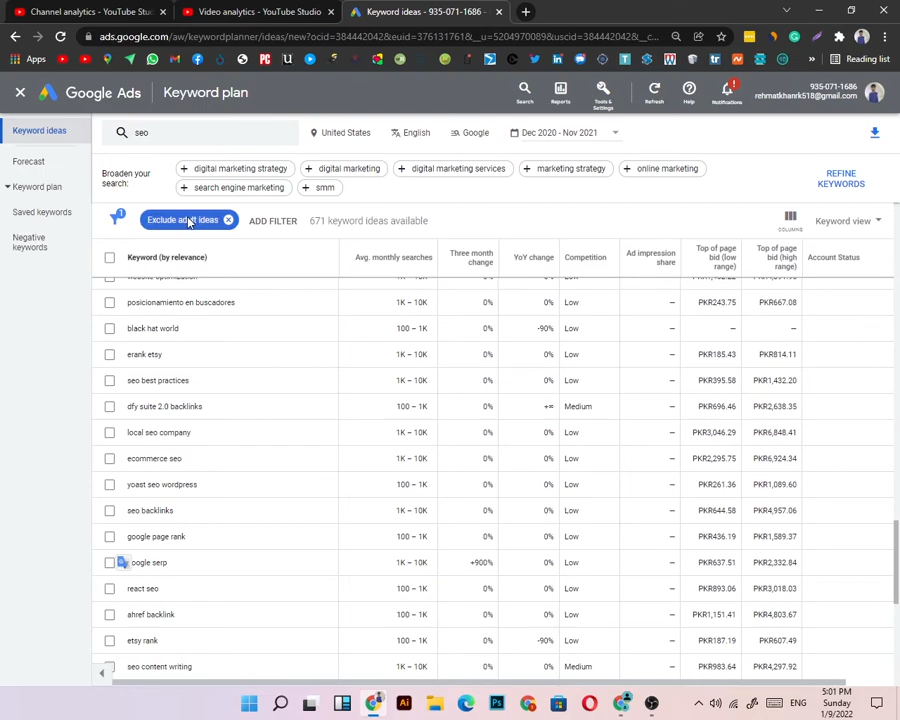 Channel analytics - YouTube Studio
Video analytics - YouTube Studio
Keyword ideas - 935-071-1686 -
ads.google.com/aw/keywordplanner/ideas/new?ocid=384442042&euid=3761317616&__u=5204970089&uscid=384442042&
Apps
Reading list
Google Ads
Keyword plan
Search
Reports
Tools & Settings
Refresh
Help
Notifications
935-071-1686
rehmatkhanrk518@gmail.com
Keyword ideas
Forecast
Keyword plan
Saved keywords
Negative keywords
seo
United States
English
Google
Dec 2020 - Nov 2021
Broaden your search:
digital marketing strategy
digital marketing
digital marketing services
marketing strategy
online marketing
search engine marketing
smm
REFINE KEYWORDS
1
Exclude adult ideas
ADD FILTER
671 keyword ideas available
COLUMNS
Keyword view
Keyword (by relevance) Avg. monthly searches Three month change YoY change Competition Ad impression share Top of page bid (low range) Top of page bid (high range) Account Status
posicionamiento en buscadores 1K – 10K 0% 0% Low – PKR243.75 PKR667.08
black hat world 100 – 1K 0% -90% Low – – –
erank etsy 1K – 10K 0% 0% Low – PKR185.43 PKR814.11
seo best practices 1K – 10K 0% 0% Low – PKR395.58 PKR1,432.20
dfy suite 2.0 backlinks 100 – 1K 0% +∞ Medium – PKR696.46 PKR2,638.35
local seo company 1K – 10K 0% 0% Low – PKR3,046.29 PKR6,848.41
ecommerce seo 1K – 10K 0% 0% Low – PKR2,295.75 PKR6,924.34
yoast seo wordpress 100 – 1K 0% 0% Low – PKR261.36 PKR1,089.60
seo backlinks 1K – 10K 0% 0% Low – PKR644.58 PKR4,957.06
google page rank 100 – 1K 0% 0% Low – PKR436.19 PKR1,589.37
oogle serp 1K – 10K +900% 0% Low – PKR637.51 PKR2,332.84
react seo 100 – 1K 0% 0% Low – PKR893.06 PKR3,018.03
ahref backlink 100 – 1K 0% 0% Low – PKR1,151.41 PKR4,803.67
etsy rank 100 – 1K 0% -90% Low – PKR187.19 PKR607.49
seo content writing 1K – 10K 0% 0% Medium – PKR983.64 PKR4,297.92
ENG
5:01 PM
Sunday
1/9/2022